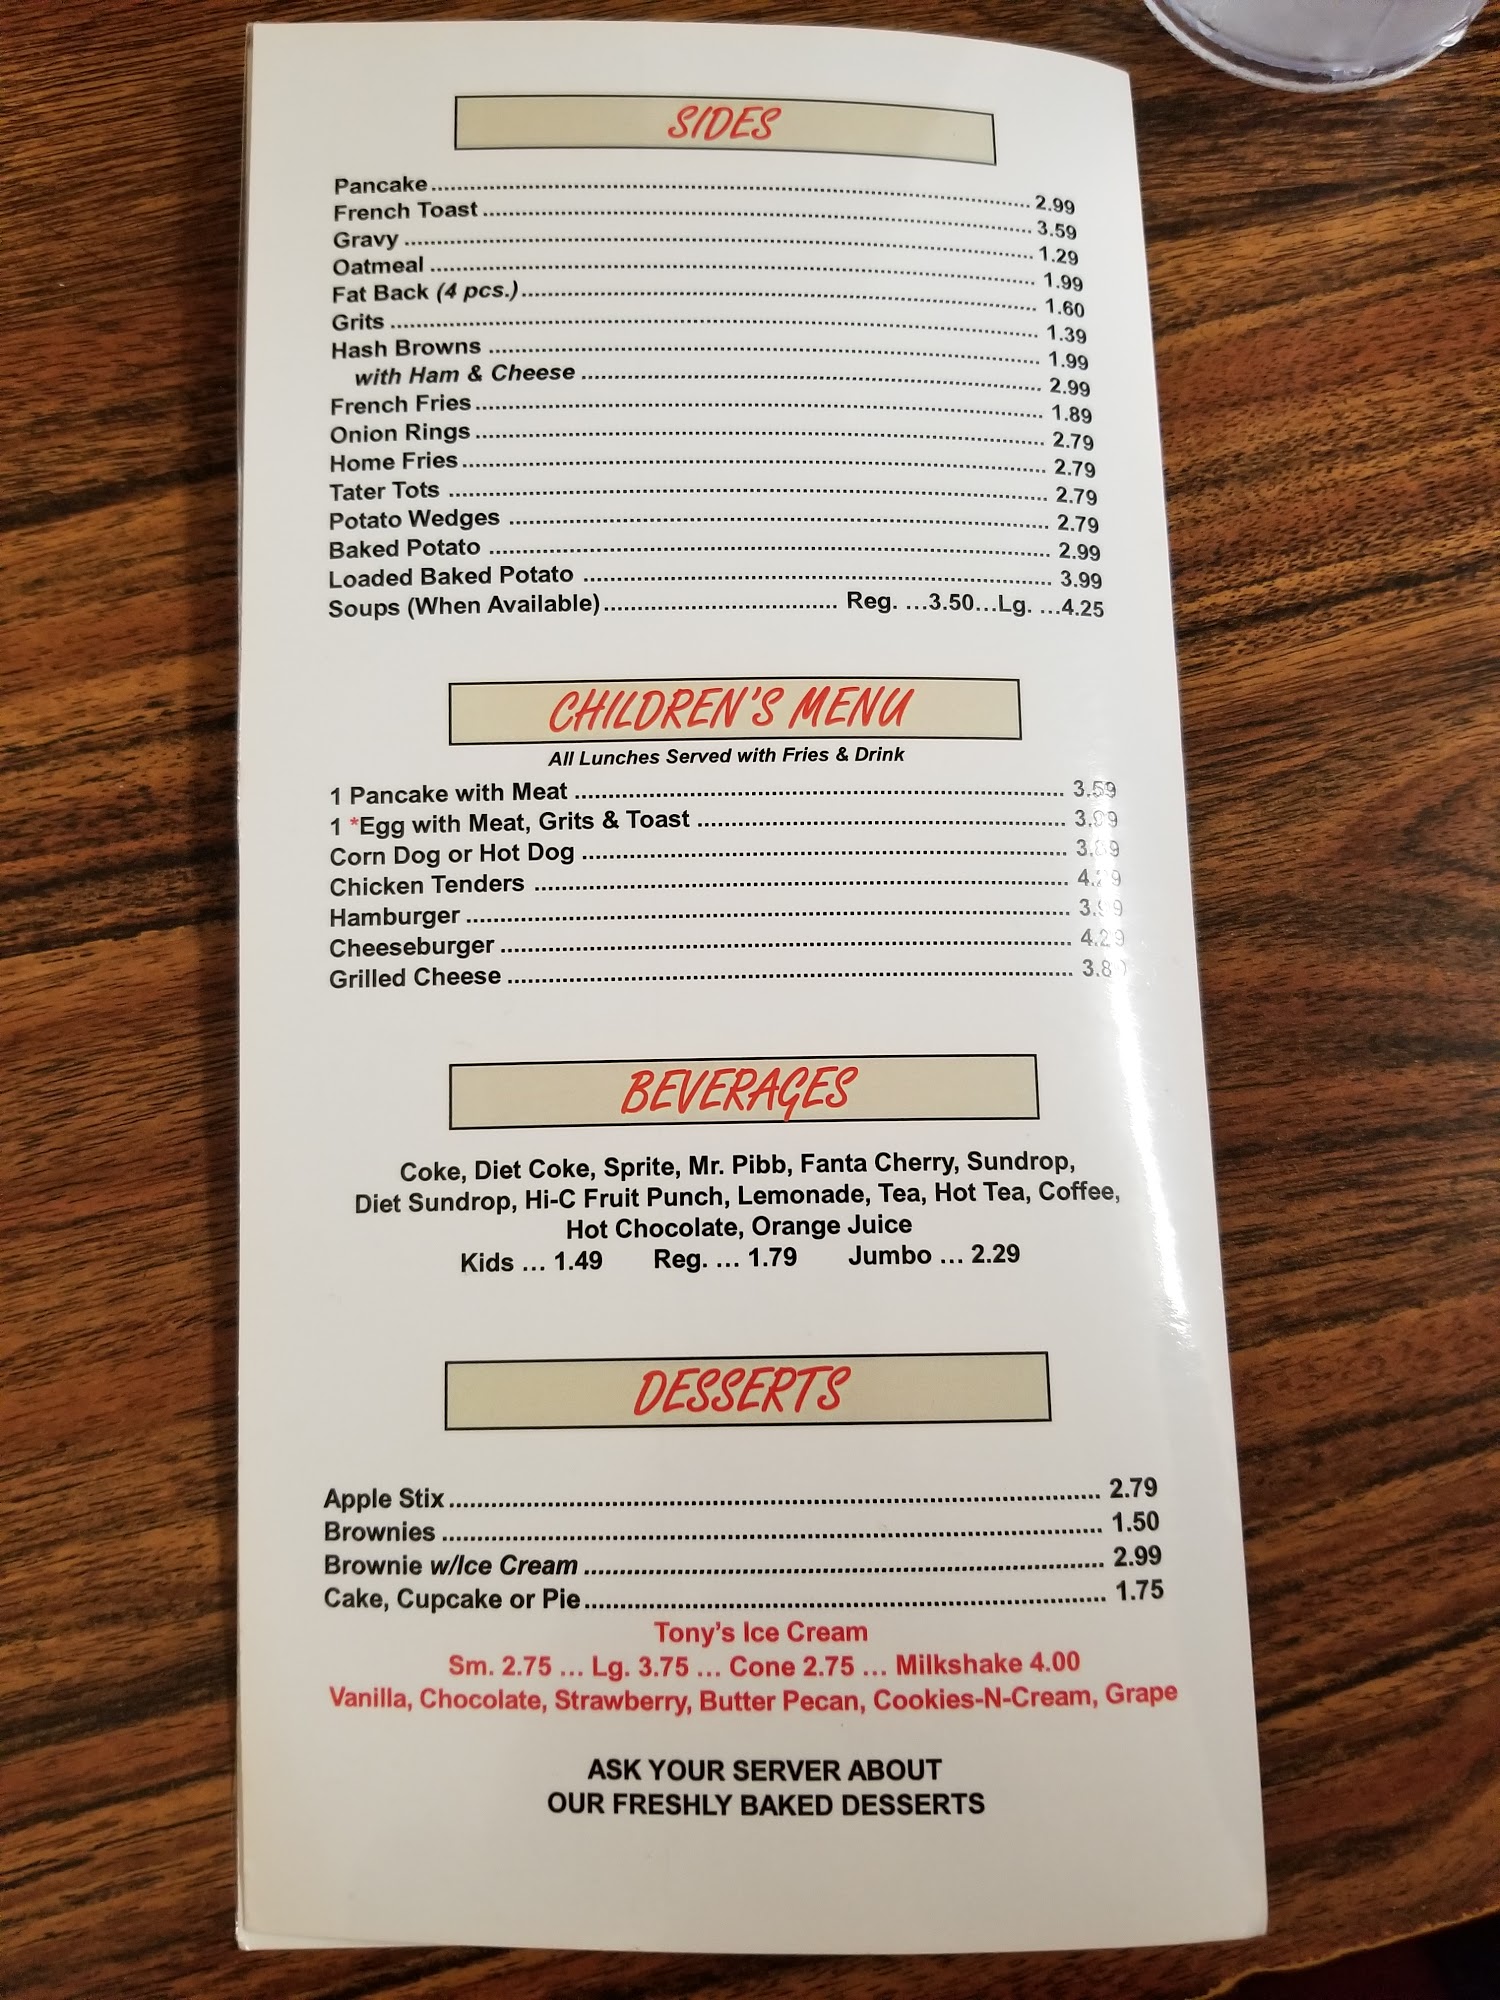 SIDES
Pancake 2.99
French Toast 3.59
Gravy 1.29
Oatmeal 1.99
Fat Back (4 pcs.) 1.60
Grits 1.39
Hash Browns 1.99
with Ham & Cheese 2.99
French Fries 1.89
Onion Rings 2.79
Home Fries 2.79
Tater Tots 2.79
Potato Wedges 2.79
Baked Potato 2.99
Loaded Baked Potato 3.99
Soups (When Available) Reg. ...3.50...Lg. ...4.25
CHILDREN'S MENU
All Lunches Served with Fries & Drink
1 Pancake with Meat 3.59
1 *Egg with Meat, Grits & Toast
Corn Dog or Hot Dog
Chicken Tenders
Hamburger
Cheeseburger 4.29
Grilled Cheese
BEVERAGES
Coke, Diet Coke, Sprite, Mr. Pibb, Fanta Cherry, Sundrop,
Diet Sundrop, Hi-C Fruit Punch, Lemonade, Tea, Hot Tea, Coffee,
Hot Chocolate, Orange Juice
Kids ... 1.49 Reg. ... 1.79 Jumbo ... 2.29
DESSERTS
Apple Stix 2.79
Brownies 1.50
Brownie w/Ice Cream 2.99
Cake, Cupcake or Pie 1.75
Tony's Ice Cream
Sm. 2.75 ... Lg. 3.75 ... Cone 2.75 ... Milkshake 4.00
Vanilla, Chocolate, Strawberry, Butter Pecan, Cookies-N-Cream, Grape
ASK YOUR SERVER ABOUT
OUR FRESHLY BAKED DESSERTS